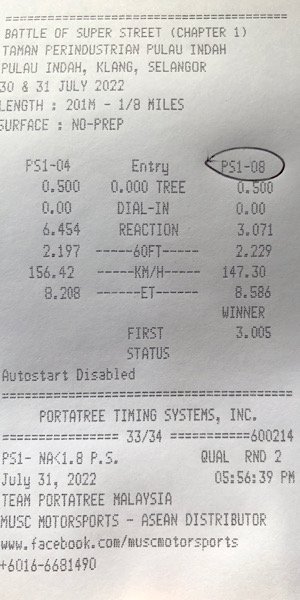 ================================
BATTLE OF SUPER STREET (CHAPTER 1)
TAMAN PERINDUSTRIAN PULAU INDAH
PULAU INDAH, KLANG, SELANGOR
30 & 31 JULY 2022
LENGTH : 201M - 1/8 MILES
SURFACE : NO-PREP
PS1-04 Entry PS1-08
0.500 0.000 TREE 0.500
0.00 DIAL-IN 0.00
6.454 REACTION 3.071
2.197 -----60FT----- 2.229
156.42 ------KM/H----- 147.30
8.208 ------ET----- 8.586
WINNER
FIRST 3.005
STATUS
Autostart Disabled
================================
PORTATREE TIMING SYSTEMS, INC.
=============== 33/34 ===========600214
PS1- NA<1.8 P.S. QUAL RND 2
July 31, 2022 05:56:39 PM
TEAM PORTATREE MALAYSIA
MUSC MOTORSPORTS - ASEAN DISTRIBUTOR
www.facebook.com/muscmotorsports
+6016-6681490